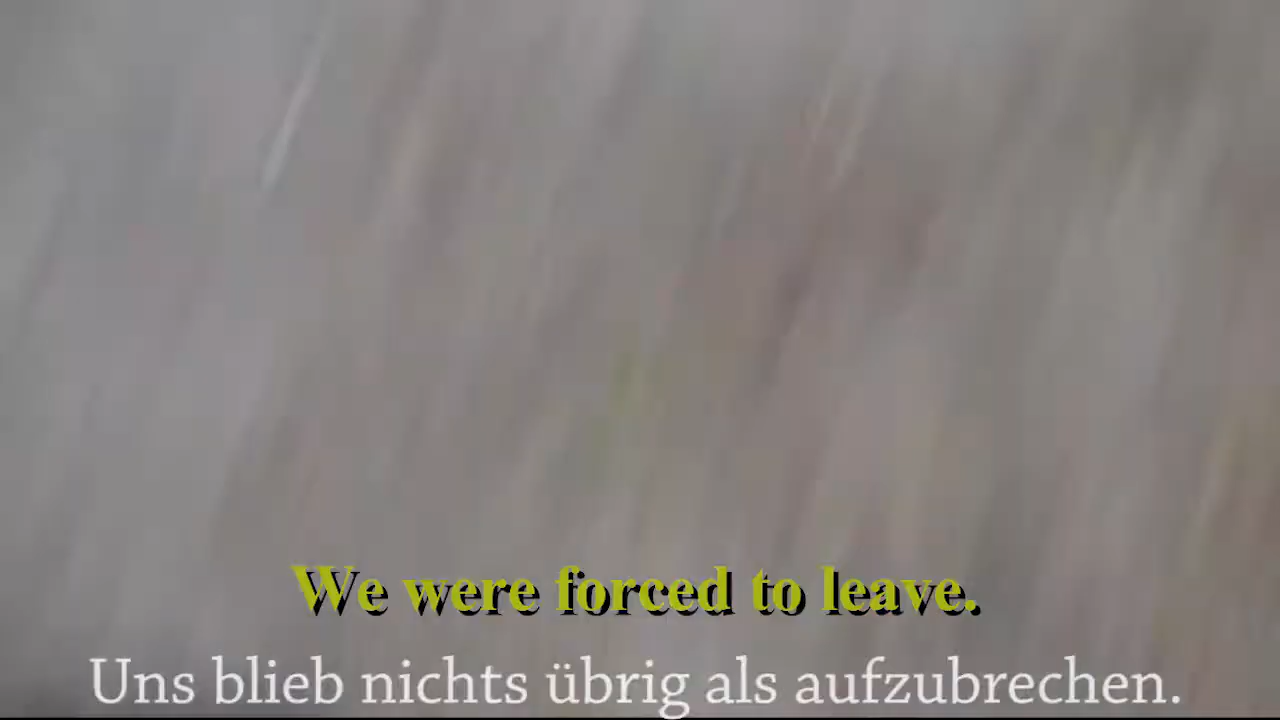 We were forced to leave.
Uns blieb nichts übrig als aufzubrechen.